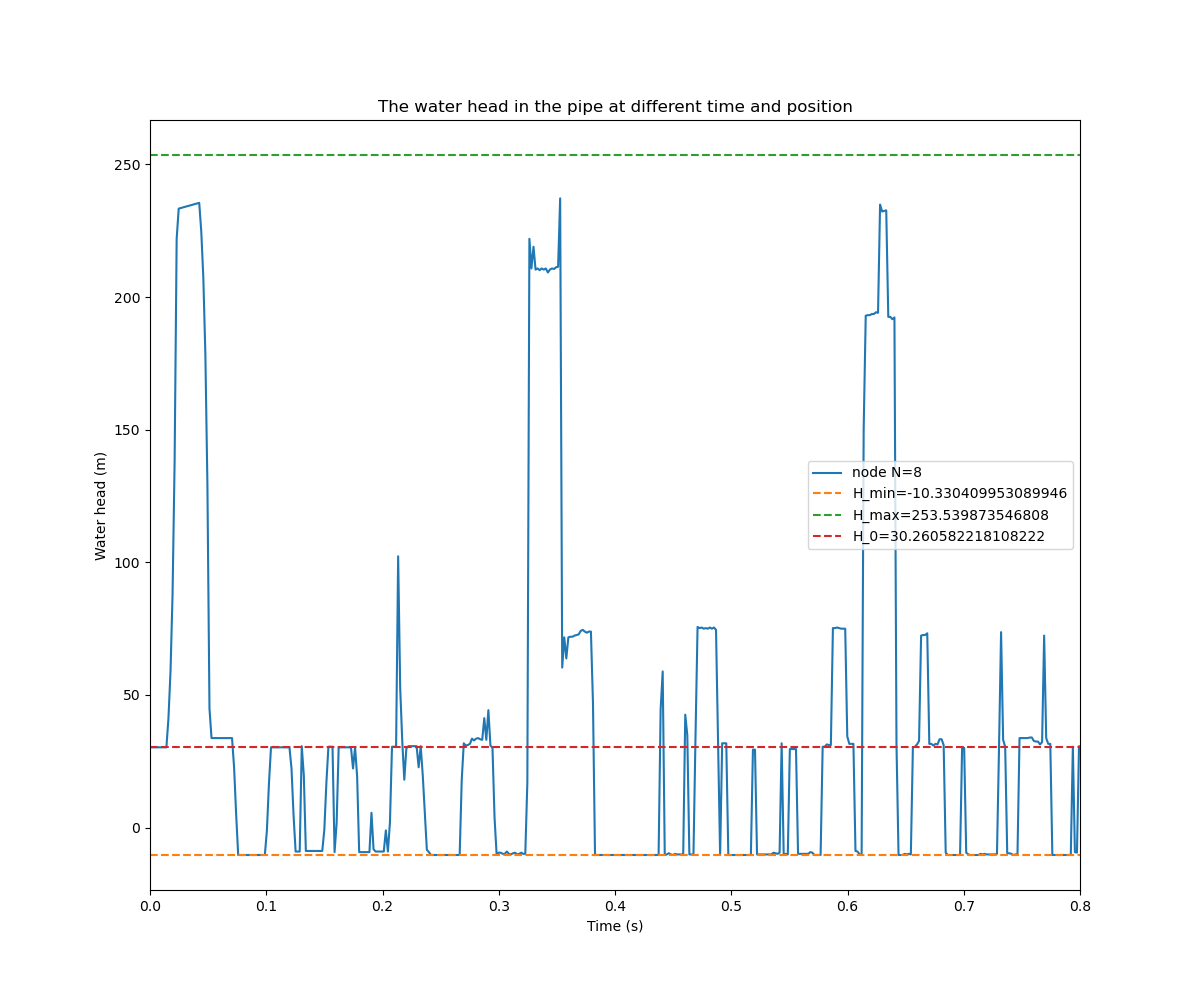 The water head in the pipe at different time and position
250
200
150
100
50
0
Water head (m)
node N=8
H_min=-10.330409953089946
H_max=253.539873546808
H_0=30.260582218108222
0.0 0.1 0.2 0.3 0.4 0.5 0.6 0.7 0.8
Time (s)